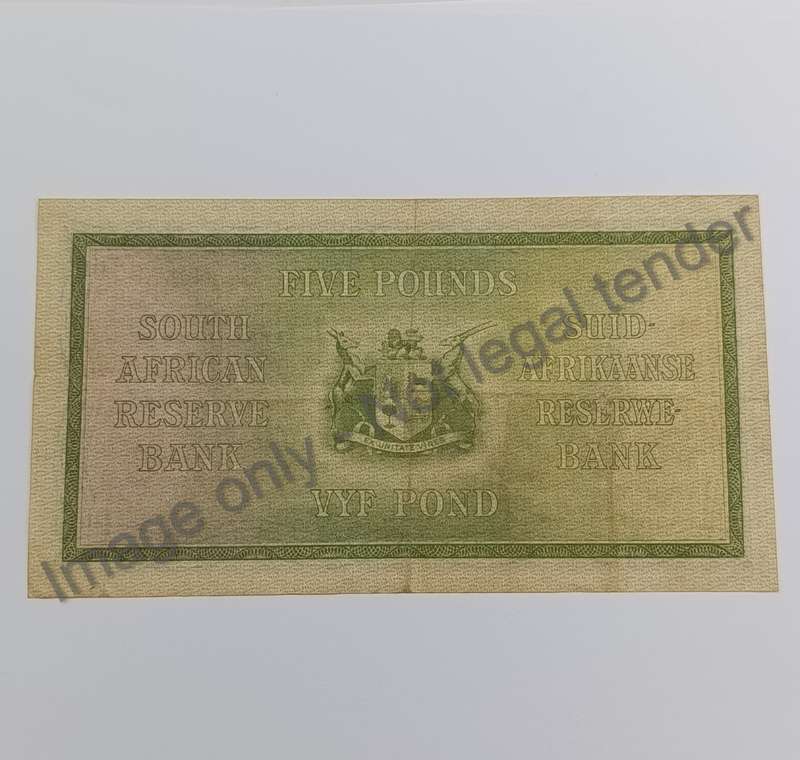 FIVE POUNDS
SOUTH
AFRICAN
RESERVE
BANK
SUID-
AFRIKAANSE
RESERWE-
BANK
EX UNITATE VIRES
VYF POND
Image only - Not legal tender